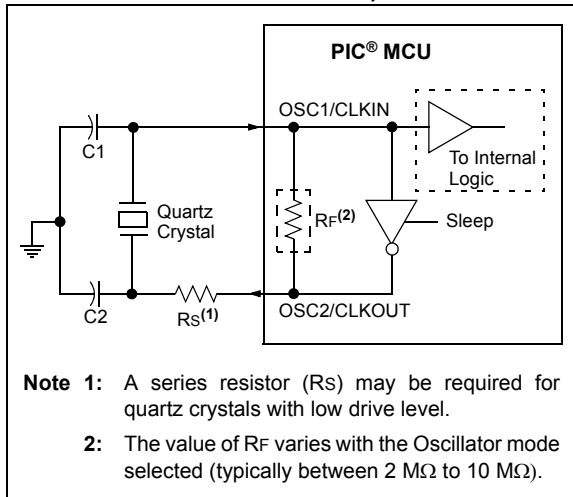 PIC® MCU
OSC1/CLKIN
C1
To Internal
Logic
Quartz
Crystal
RF(2)
Sleep
C2
RS(1)
OSC2/CLKOUT
Note 1: A series resistor (RS) may be required for
quartz crystals with low drive level.
2: The value of RF varies with the Oscillator mode
selected (typically between 2 MΩ to 10 MΩ).